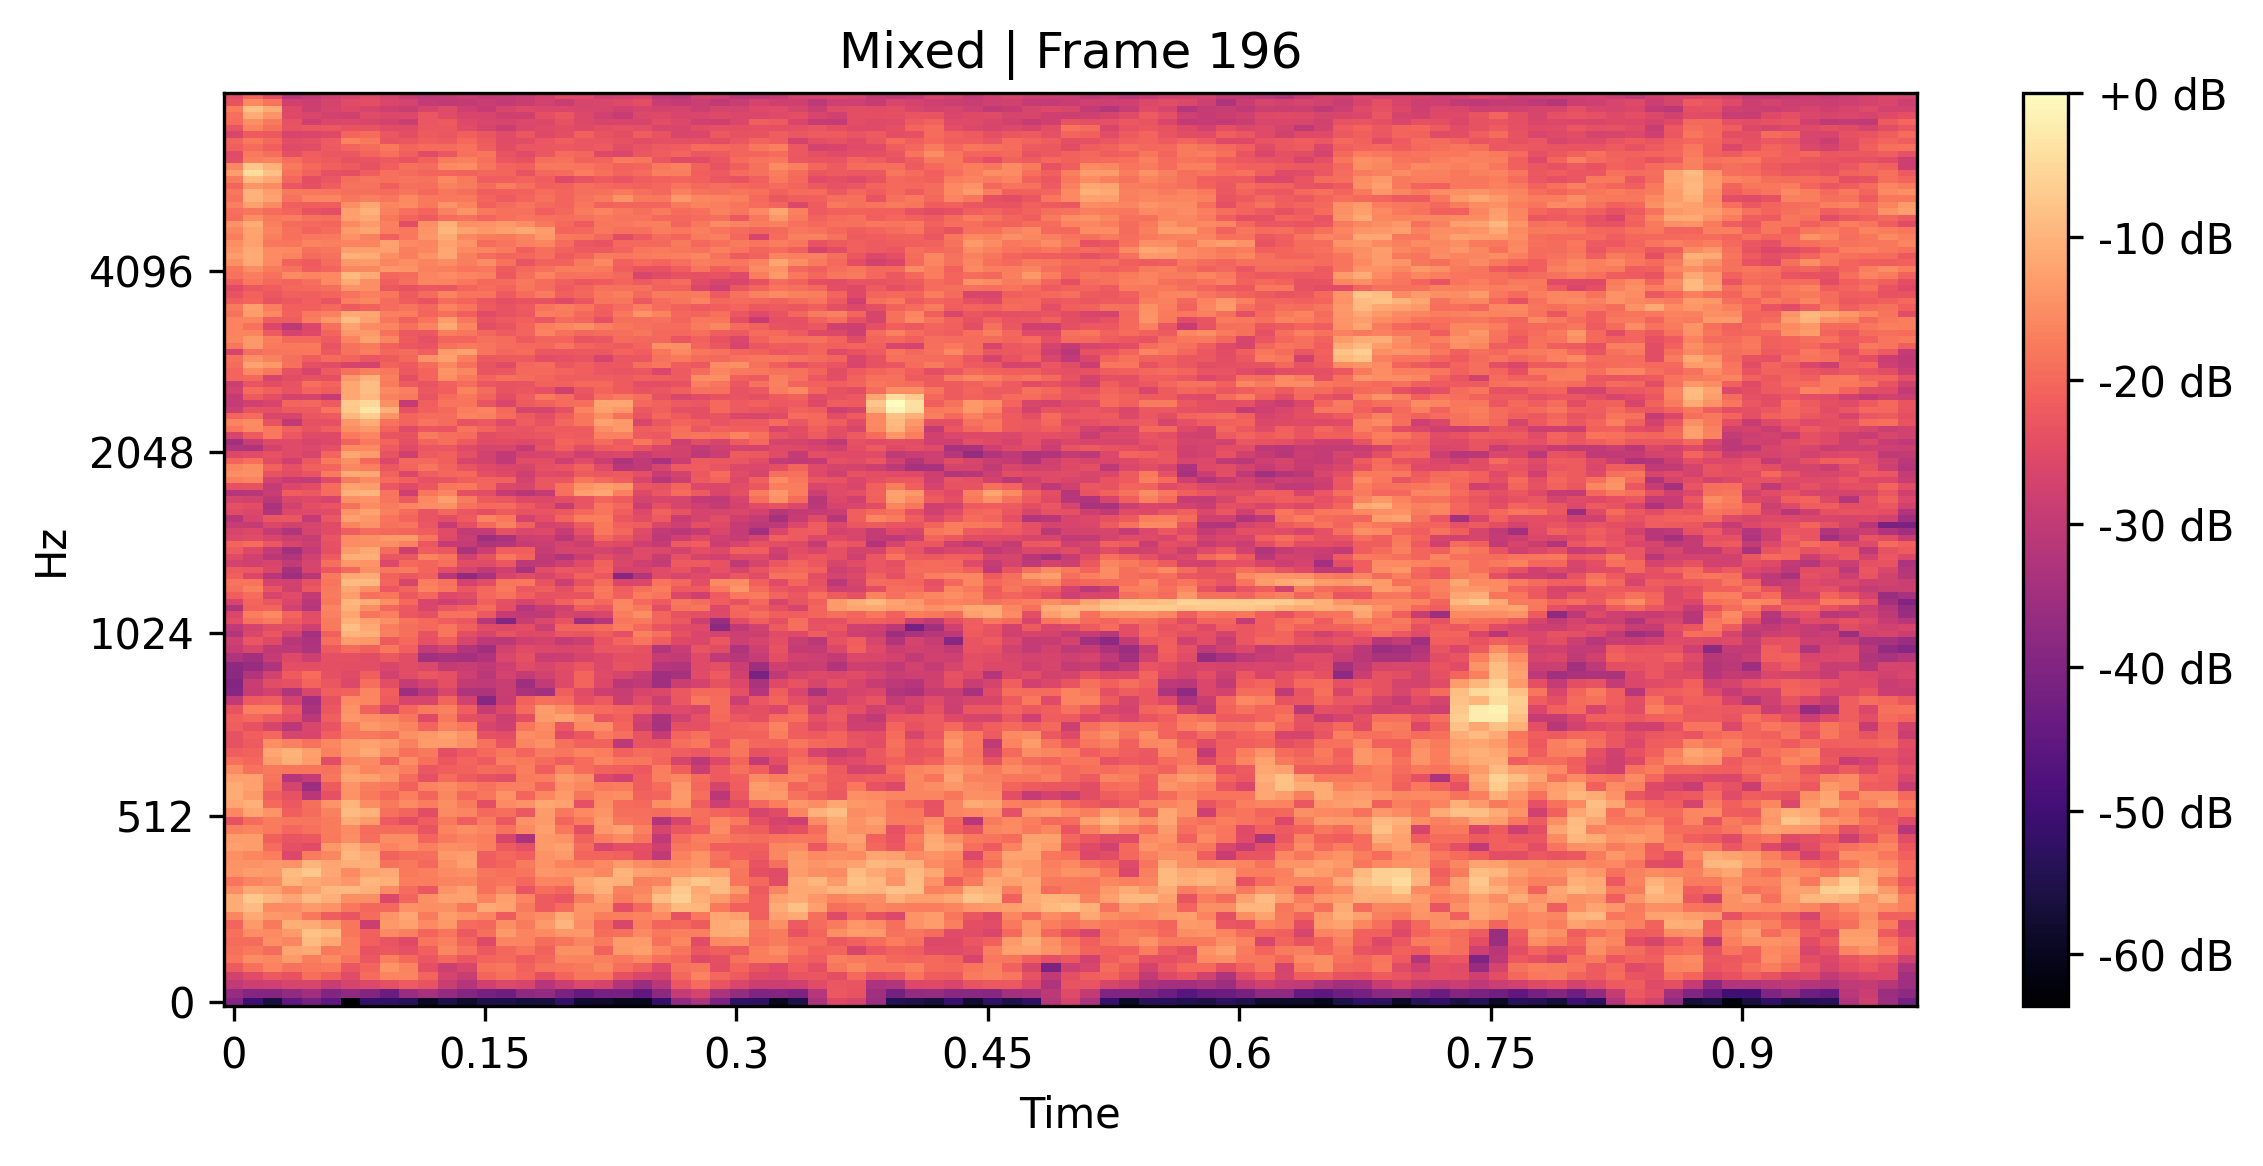 Mixed | Frame 196
+0 dB
-10 dB
-20 dB
-30 dB
-40 dB
-50 dB
-60 dB
Hz
4096
2048
1024
512
0
0
0.15
0.3
0.45
0.6
0.75
0.9
Time